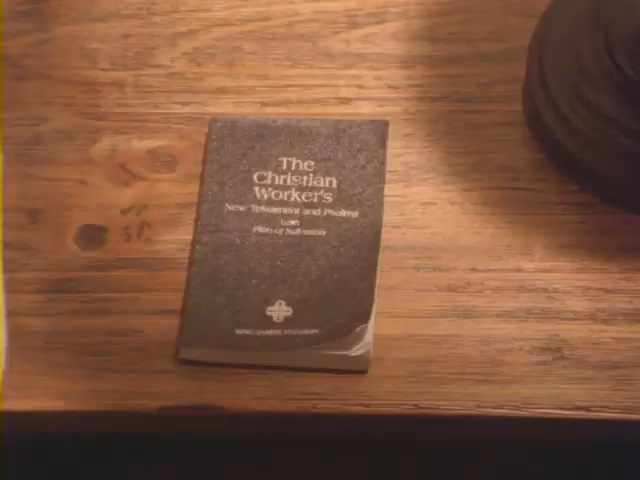 The
Christian
Worker's
New Testament and Psalms
with
Plan of Salvation
KING JAMES VERSION